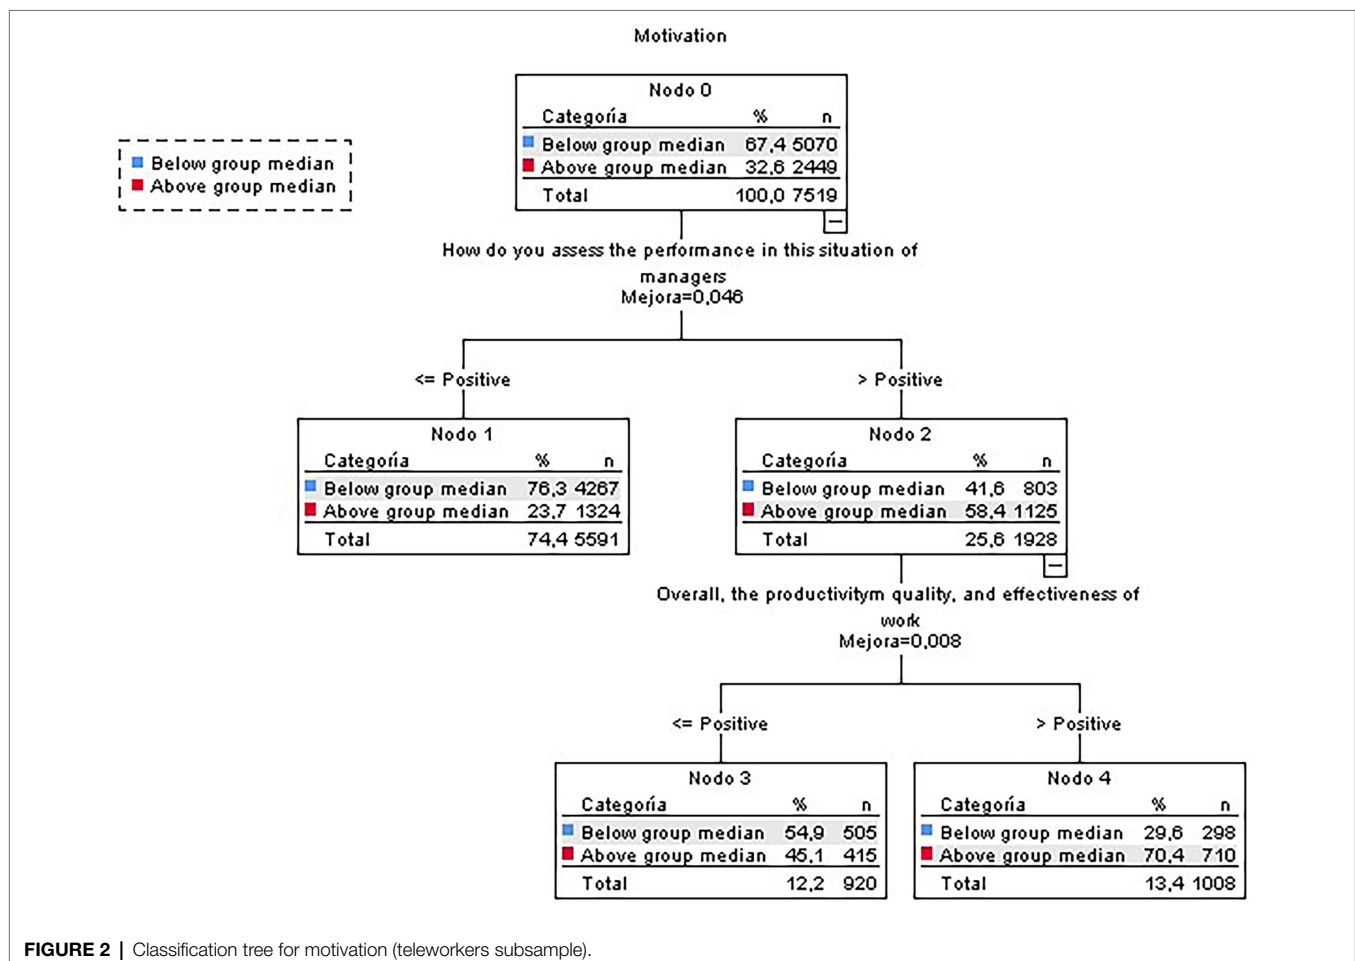 Motivation
Nodo 0
Categoría % n
Below group median 67,4 5070
Above group median 32,6 2449
Total 100,0 7519
Below group median
Above group median
How do you assess the performance in this situation of
managers
Mejora=0,046
<= Positive
> Positive
Nodo 1
Categoría % n
Below group median 76,3 4267
Above group median 23,7 1324
Total 74,4 5591
Nodo 2
Categoría % n
Below group median 41,6 803
Above group median 58,4 1125
Total 25,6 1928
Overall, the productivitym quality, and effectiveness of
work
Mejora=0,008
<= Positive
> Positive
Nodo 3
Categoría % n
Below group median 54,9 505
Above group median 45,1 415
Total 12,2 920
Nodo 4
Categoría % n
Below group median 29,6 298
Above group median 70,4 710
Total 13,4 1008
FIGURE 2 | Classification tree for motivation (teleworkers subsample).